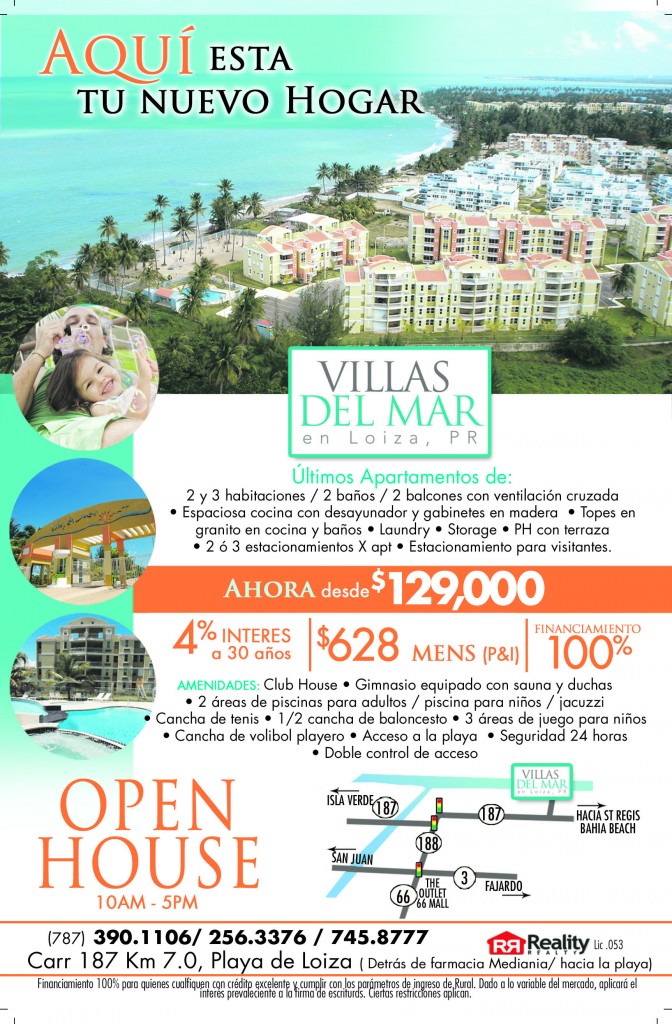 AQUÍ ESTA
TU NUEVO HOGAR
VILLAS
DEL MAR
en Loiza, PR
Últimos Apartamentos de:
2 y 3 habitaciones / 2 baños / 2 balcones con ventilación cruzada
• Espaciosa cocina con desayunador y gabinetes en madera • Topes en
granito en cocina y baños • Laundry • Storage • PH con terraza
• 2 ó 3 estacionamientos X apt • Estacionamiento para visitantes.
AHORA desde $129,000
4% INTERES
a 30 años
$628 MENS (P&I)
FINANCIAMIENTO
100%
AMENIDADES: Club House • Gimnasio equipado con sauna y duchas
• 2 áreas de piscinas para adultos / piscina para niños / jacuzzi
• Cancha de tenis • 1/2 cancha de baloncesto • 3 áreas de juego para niños
• Cancha de volibol playero • Acceso a la playa • Seguridad 24 horas
• Doble control de acceso
OPEN
HOUSE
10AM - 5PM
VILLAS
DEL MAR
en Loiza, PR
ISLA VERDE
187
187
HACIA ST REGIS
BAHIA BEACH
188
SAN JUAN
66
THE
OUTLET
66 MALL
3
FAJARDO
(787) 390.1106/ 256.3376 / 745.8777
RR Reality Lic .053
REALTY
Carr 187 Km 7.0, Playa de Loiza ( Detrás de farmacia Mediania/ hacia la playa)
Financiamiento 100% para quienes cualfiquen con crédito excelente y cumplir con los parámetros de ingreso de Rural. Dado a lo variable del mercado, aplicará el
interés prevaleciente a la firma de escrituras. Ciertas restricciones aplican.